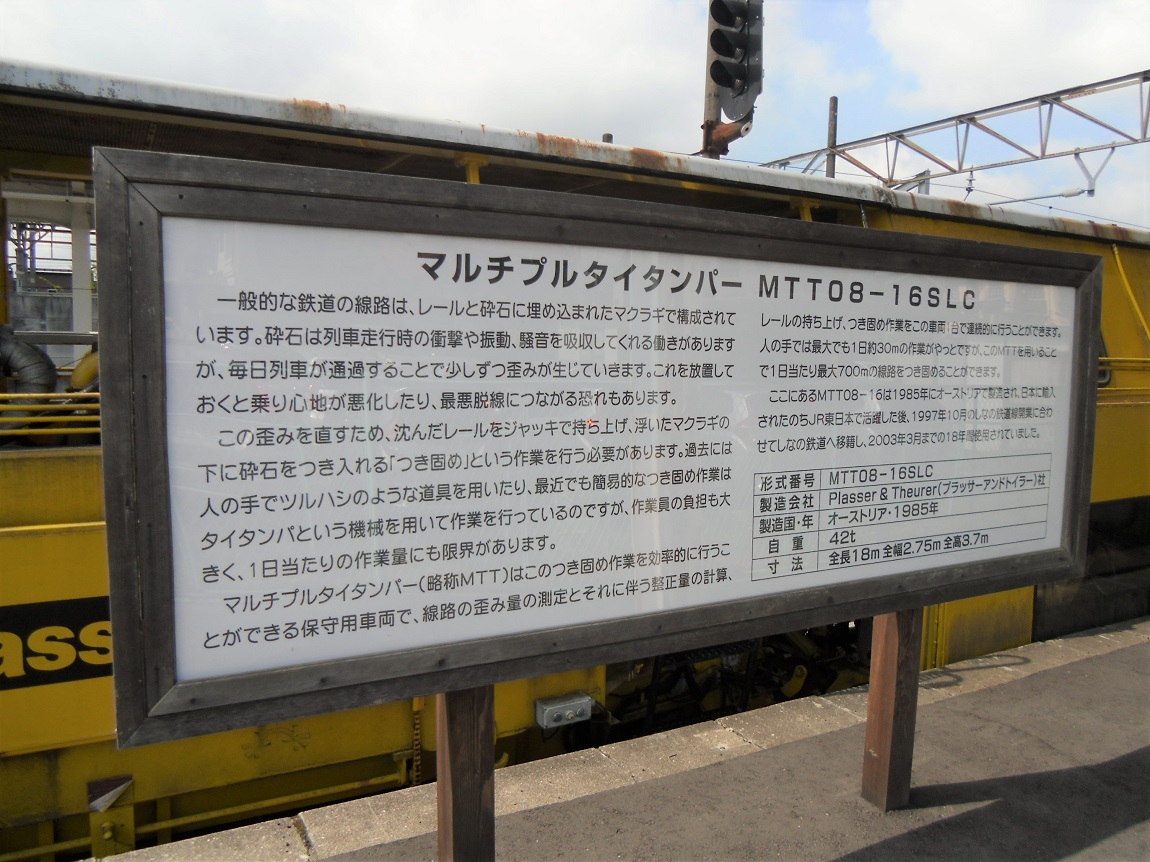 マルチプルタイタンパー MTT08-16SLC
一般的な鉄道の線路は、レールと砕石に埋め込まれたマクラギで構成されて
います。砕石は列車走行時の衝撃や振動、騒音を吸収してくれる働きがあります
が、毎日列車が通過することで少しずつ歪みが生じていきます。これを放置して
おくと乗り心地が悪化したり、最悪脱線につながる恐れもあります。
この歪みを直すため、沈んだレールをジャッキで持ち上げ、浮いたマクラギの
下に砕石をつき入れる「つき固め」という作業を行う必要があります。過去には
人の手でツルハシのような道具を用いたり、最近でも簡易的なつき固め作業は
タイタンパという機械を用いて作業を行っているのですが、作業員の負担も大
きく、1日当たりの作業量にも限界があります。
マルチプルタイタンパー(略称MTT)はこのつき固め作業を効率的に行うこ
とができる保守用車両で、線路の歪み量の測定とそれに伴う整正量の計算、
レールの持ち上げ、つき固め作業をこの車両1台で連続的に行うことができます。
人の手では最大でも1日約30mの作業がやっとですが、このMTTを用いること
で1日当たり最大700mの線路をつき固めることができます。
ここにあるMTT08-16は1985年にオーストリアで製造され、日本に輸入
されたのちJR東日本で活躍した後、1997年10月のしなの鉄道線開業に合わ
せてしなの鉄道へ移籍し、2003年3月までの18年間使用されていました。
形式番号 MTT08-16SLC
製造会社 Plasser & Theurer(プラッサーアンドトイラー)社
製造国・年 オーストリア・1985年
自重 42t
寸法 全長18m 全幅2.75m 全高3.7m
ass